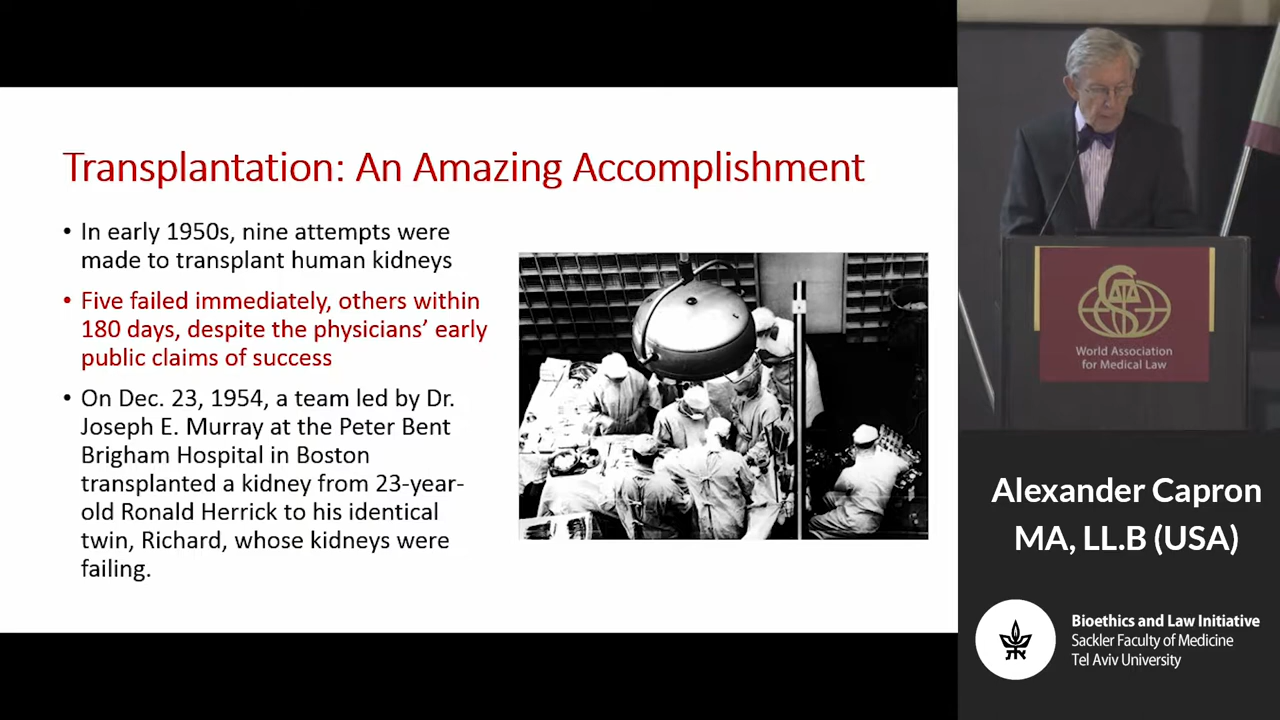 Transplantation: An Amazing Accomplishment
• In early 1950s, nine attempts were
made to transplant human kidneys
• Five failed immediately, others within
180 days, despite the physicians’ early
public claims of success
• On Dec. 23, 1954, a team led by Dr.
Joseph E. Murray at the Peter Bent
Brigham Hospital in Boston
transplanted a kidney from 23-year-
old Ronald Herrick to his identical
twin, Richard, whose kidneys were
failing.
World Association
for Medical Law
Alexander Capron
MA, LL.B (USA)
Bioethics and Law Initiative
Sackler Faculty of Medicine
Tel Aviv University